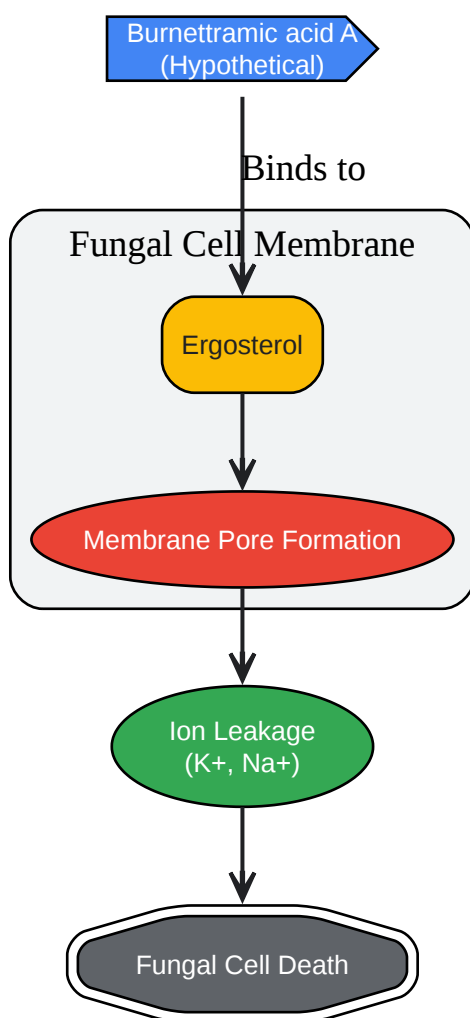 Burnettramic acid A
(Hypothetical)
Binds to
Fungal Cell Membrane
Ergosterol
Membrane Pore Formation
Ion Leakage
(K+, Na+)
Fungal Cell Death